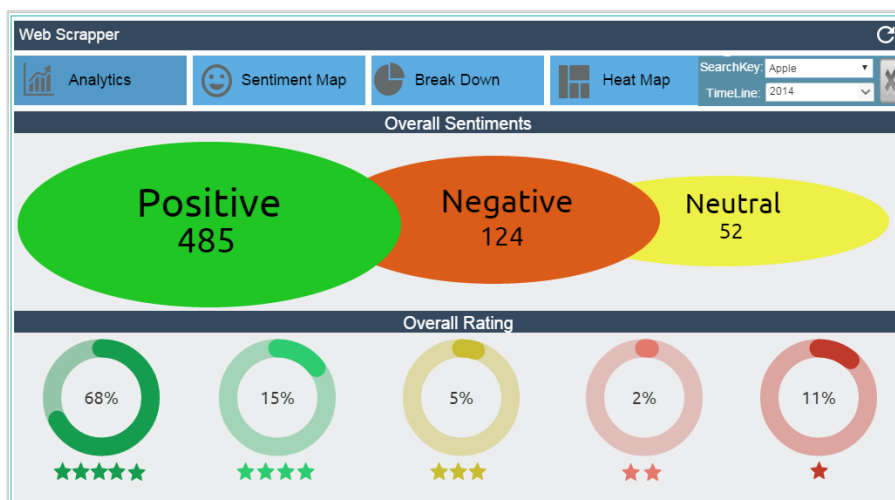 Web Scrapper
Analytics
Sentiment Map
Break Down
Heat Map
SearchKey: Apple
TimeLine: 2014
Overall Sentiments
Positive
485
Negative
124
Neutral
52
Overall Rating
68%
15%
5%
2%
11%